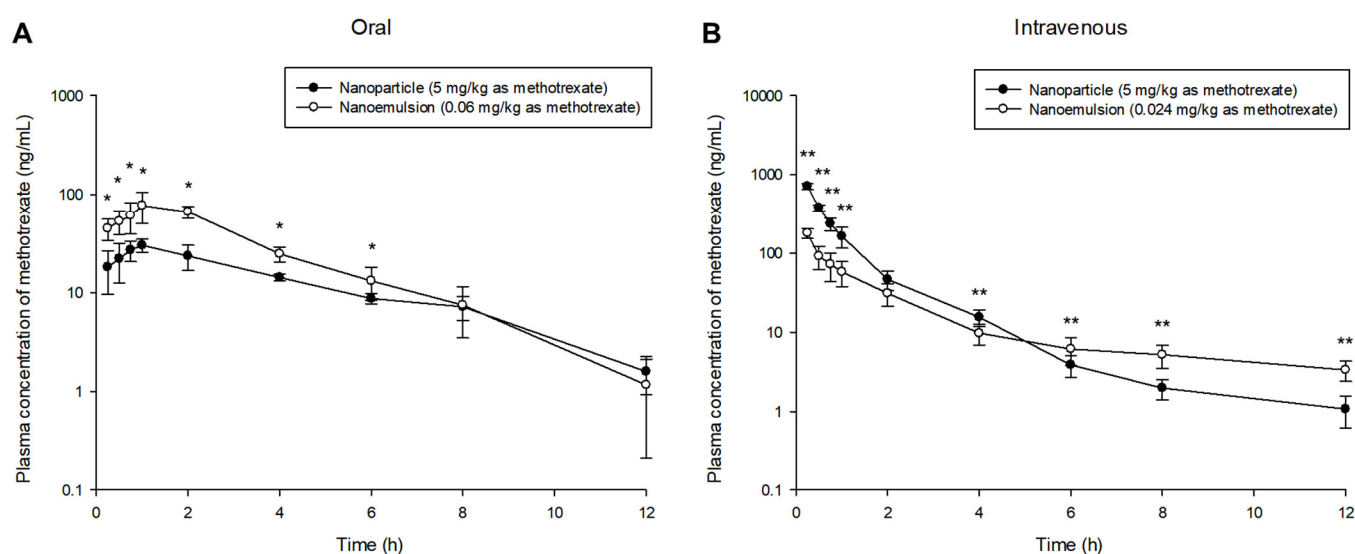 A
Oral
Nanoparticle (5 mg/kg as methotrexate)
Nanoemulsion (0.06 mg/kg as methotrexate)
Plasma concentration of methotrexate (ng/mL)
1000
100
10
1
0.1
* * * * * * *
0 2 4 6 8 10 12
Time (h)
B
Intravenous
Nanoparticle (5 mg/kg as methotrexate)
Nanoemulsion (0.024 mg/kg as methotrexate)
Plasma concentration of methotrexate (ng/mL)
10000
1000
100
10
1
0.1
** ** ** ** ** ** ** **
0 2 4 6 8 10 12
Time (h)